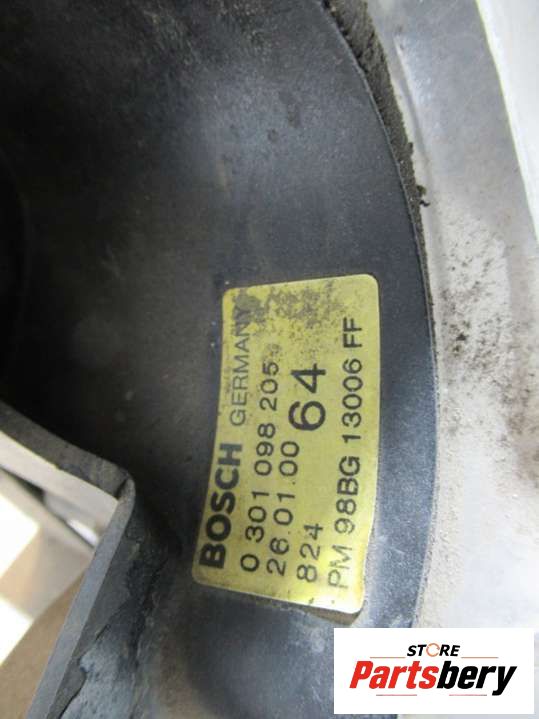 BOSCH GERMANY
0 301 098 205
26.01.00 64
824
PM 98BG 13006 FF
STORE
Partsbery